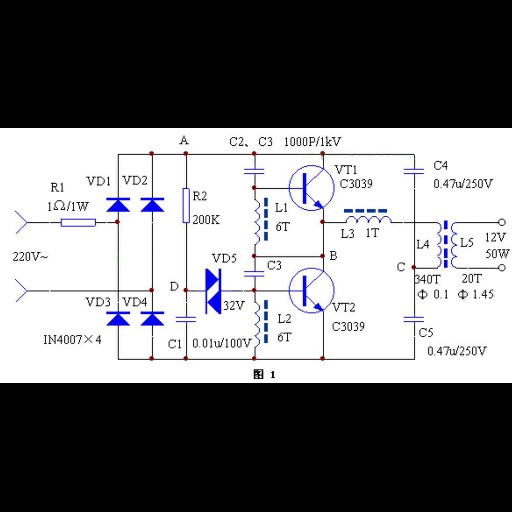 A
C2、C3 1000P/1kV
R1
1Ω/1W
VD1
VD2
R2
200K
VT1
C3039
C4
0.47u/250V
L1
6T
L3 1T
B
L4
L5
12V
50W
220V~
VD5
D
32V
C3
C
340T
Φ 0.1
20T
Φ 1.45
VD3
VD4
VT2
C3039
L2
6T
IN4007×4
C1
0.01u/100V
C5
0.47u/250V
图 1